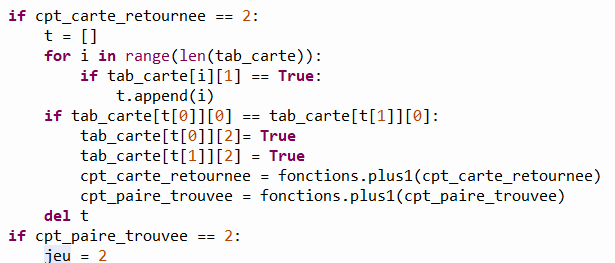 if cpt_carte_retournee == 2:
    t = []
    for i in range(len(tab_carte)):
        if tab_carte[i][1] == True:
            t.append(i)
    if tab_carte[t[0]][0] == tab_carte[t[1]][0]:
        tab_carte[t[0]][2]= True
        tab_carte[t[1]][2] = True
        cpt_carte_retournee = fonctions.plus1(cpt_carte_retournee)
        cpt_paire_trouvee = fonctions.plus1(cpt_paire_trouvee)
    del t
if cpt_paire_trouvee == 2:
    jeu = 2